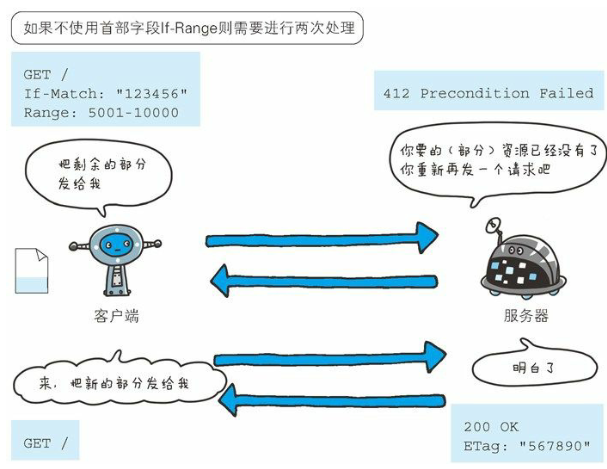 如果不使用首部字段If-Range则需要进行两次处理
GET /
If-Match: "123456"
Range: 5001-10000
412 Precondition Failed
把剩余的部分
发给我
你要的(部分)资源已经没有了
你重新再发一个请求吧
客户端
服务器
来,把新的部分发给我
明白了
GET /
200 OK
ETag: "567890"